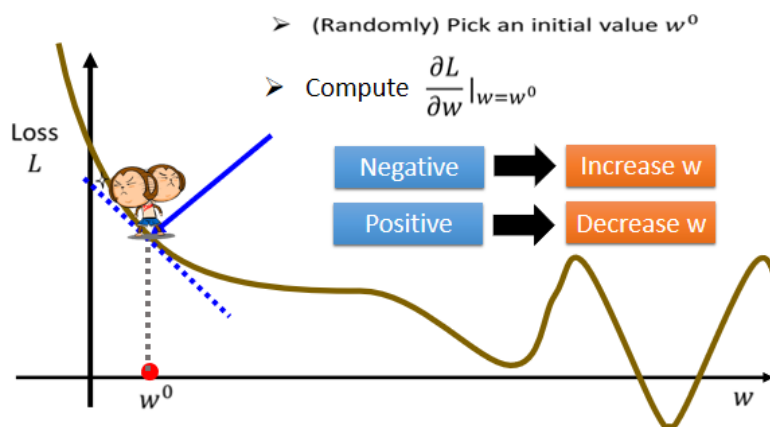 ➢ (Randomly) Pick an initial value w⁰
➢ Compute ∂L/∂w |w=w⁰
Loss
L
Negative
Increase w
Positive
Decrease w
w⁰
w